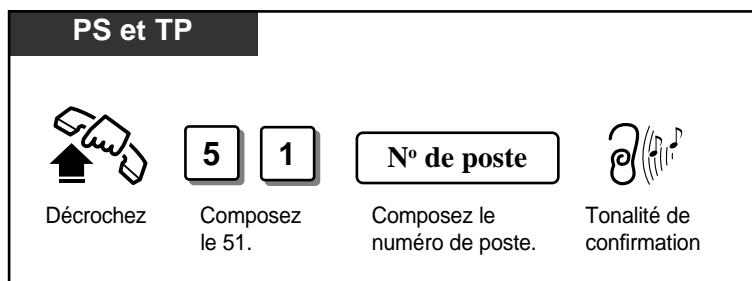 PS et TP
5 1
Nº de poste
Décrochez
Composez
le 51.
Composez le
numéro de poste.
Tonalité de
confirmation